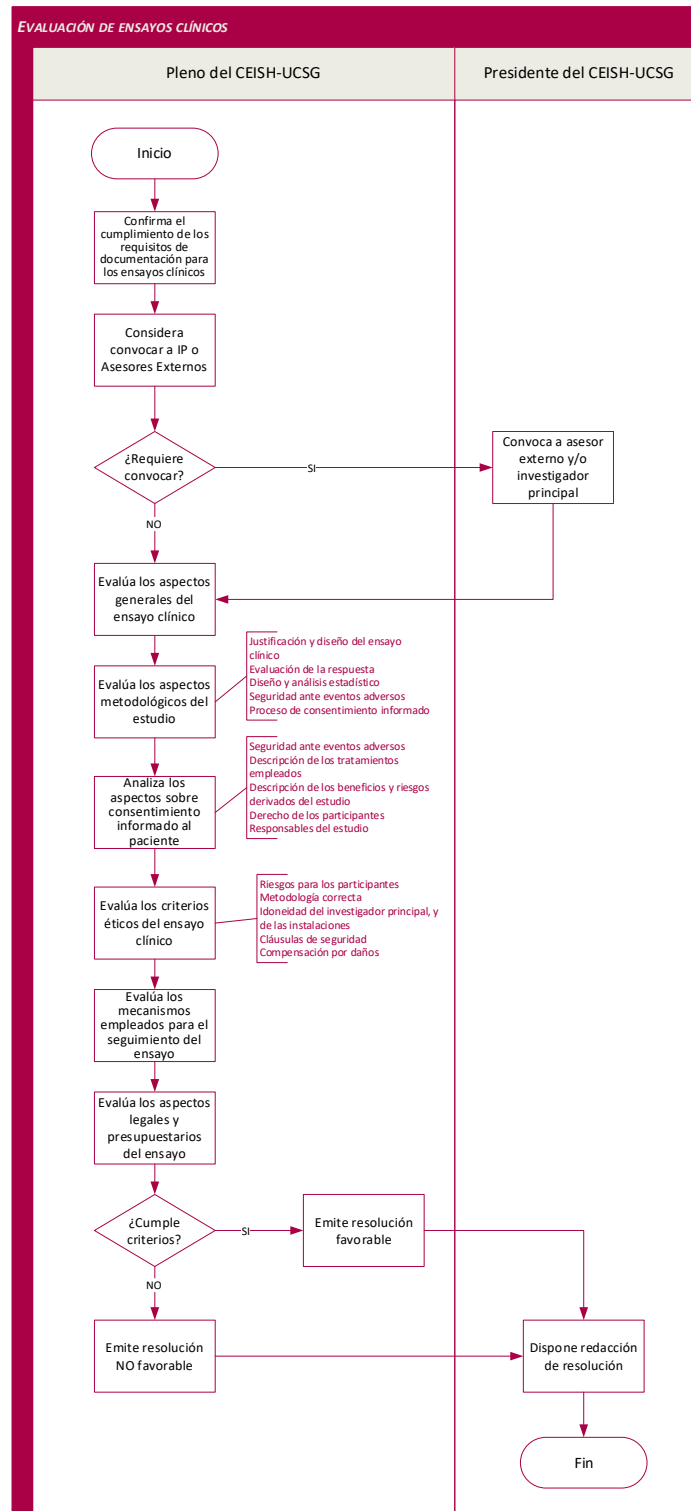 EVALUACIÓN DE ENSAYOS CLÍNICOS
Pleno del CEISH-UCSG
Presidente del CEISH-UCSG
Inicio
Confirma el
cumplimiento de los
requisitos de
documentación para
los ensayos clínicos
Considera
convocar a IP o
Asesores Externos
¿Requiere
convocar?
SI
Convoca a asesor
externo y/o
investigador
principal
NO
Evalúa los aspectos
generales del
ensayo clínico
Evalúa los aspectos
metodológicos del
estudio
Justificación y diseño del ensayo
clínico
Evaluación de la respuesta
Diseño y análisis estadístico
Seguridad ante eventos adversos
Proceso de consentimiento informado
Analiza los
aspectos sobre
consentimiento
informado al
paciente
Seguridad ante eventos adversos
Descripción de los tratamientos
empleados
Descripción de los beneficios y riesgos
derivados del estudio
Derecho de los participantes
Responsables del estudio
Evalúa los criterios
éticos del ensayo
clínico
Riesgos para los participantes
Metodología correcta
Idoneidad del investigador principal, y
de las instalaciones
Cláusulas de seguridad
Compensación por daños
Evalúa los
mecanismos
empleados para el
seguimiento del
ensayo
Evalúa los aspectos
legales y
presupuestarios
del ensayo
¿Cumple
criterios?
SI
Emite resolución
favorable
NO
Emite resolución
NO favorable
Dispone redacción
de resolución
Fin